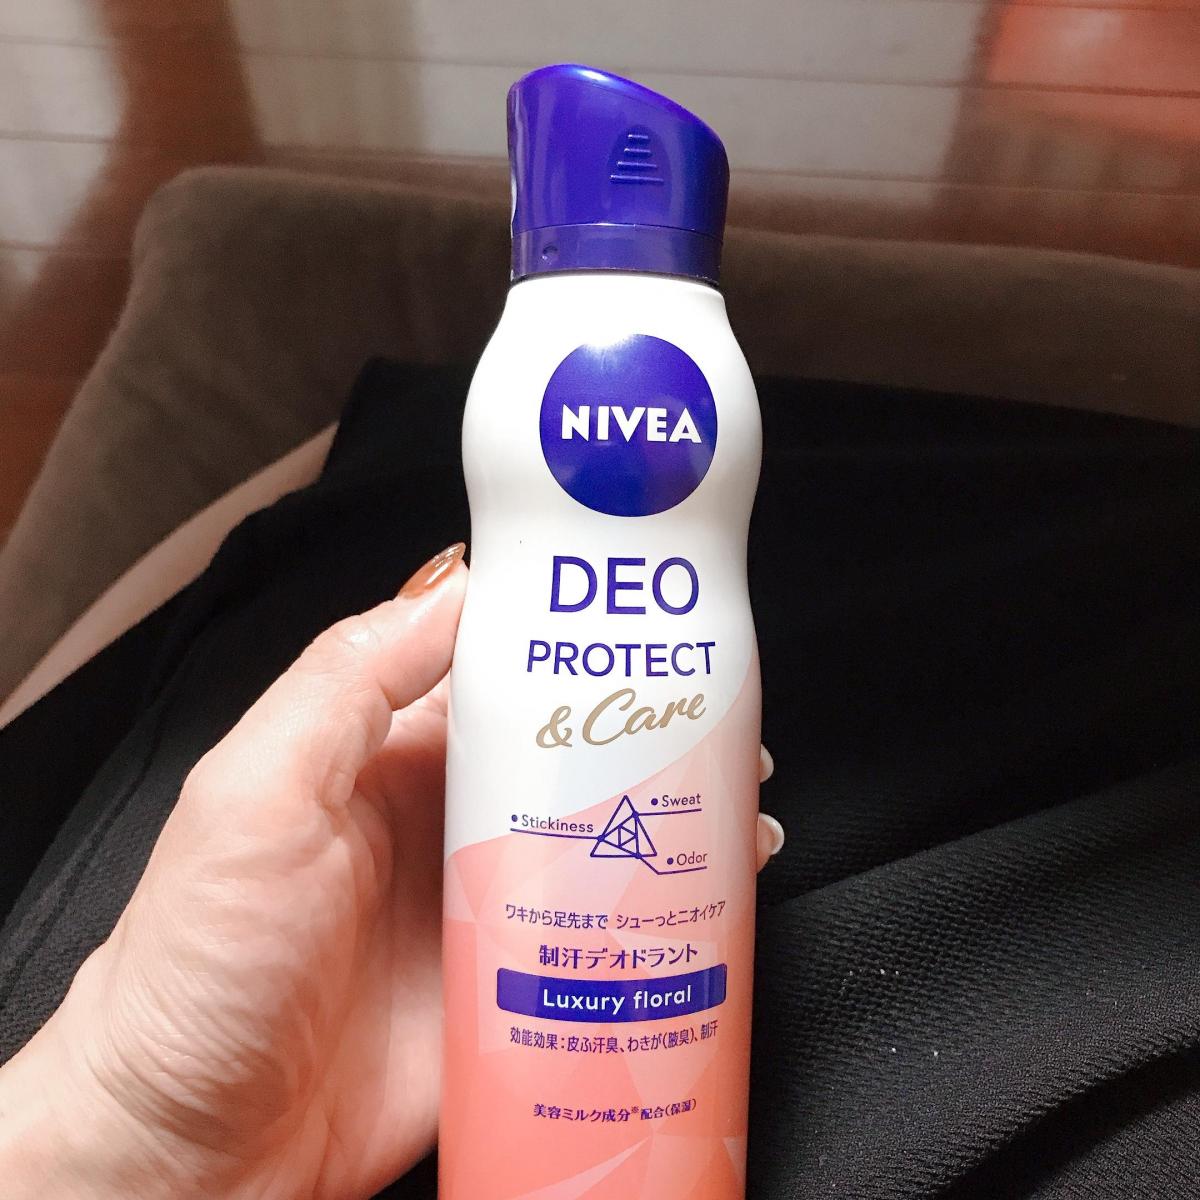 NIVEA
DEO
PROTECT
& Care
Sweat
Stickiness
Odor
ワキから足先まで シューっとニオイケア
制汗デオドラント
Luxury floral
効能効果：皮ふ汗臭、わきが（腋臭）、制汗
美容ミルク成分※配合（保湿）